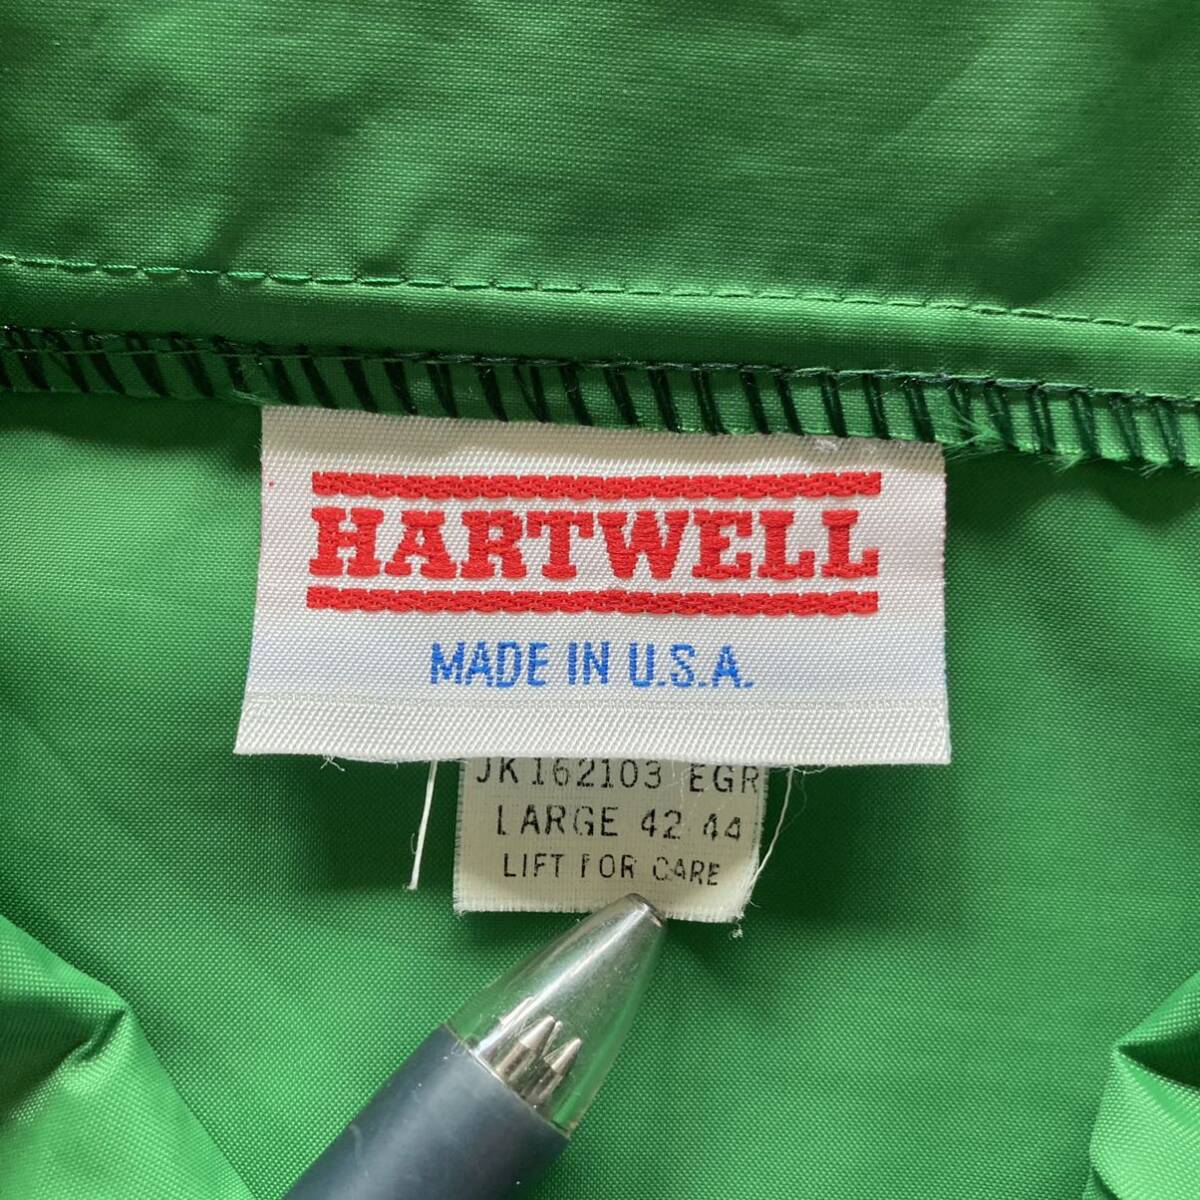 HARTWELL
MADE IN U.S.A.
JK162103 EGR
LARGE 42 44
LIFT FOR CARE